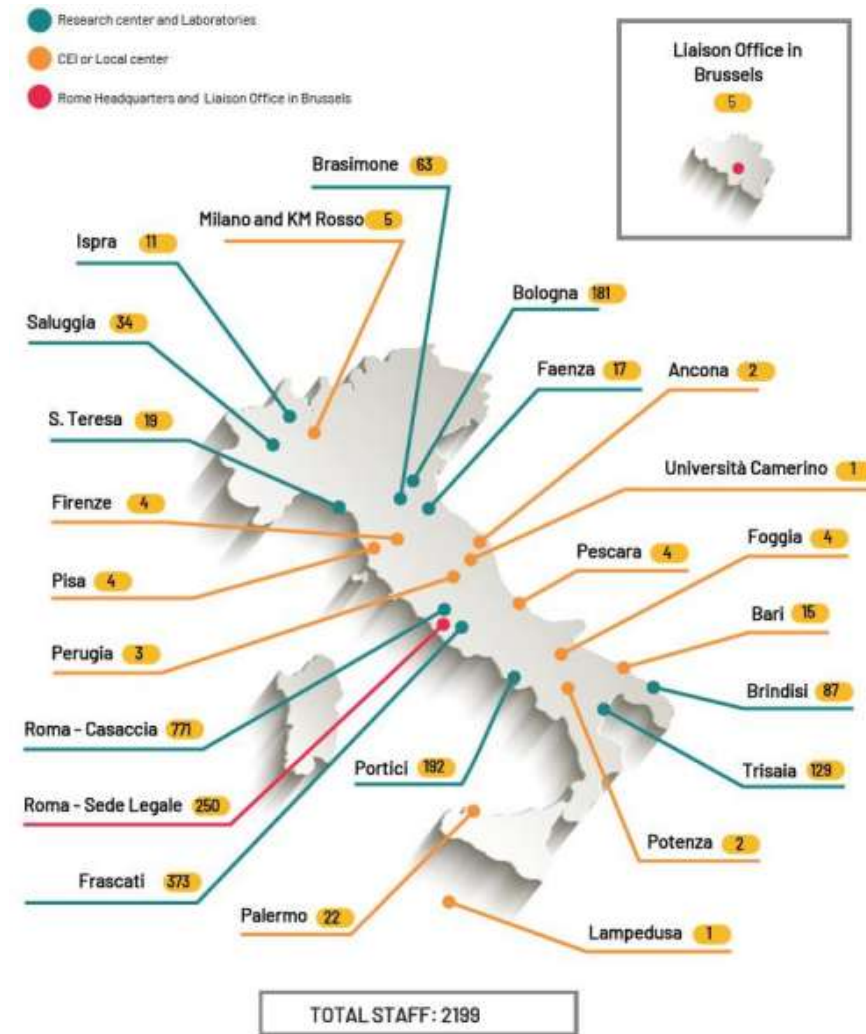 Research center and Laboratories
CEI or Local center
Rome Headquarters and Liaison Office in Brussels
Liaison Office in
Brussels
5
Brasimone 63
Milano and KM Rosso 5
Ispra 11
Bologna 181
Saluggia 34
Faenza 17
Ancona 2
S. Teresa 19
Università Camerino 1
Firenze 4
Foggia 4
Pescara 4
Pisa 4
Bari 15
Perugia 3
Brindisi 87
Roma - Casaccia 771
Portici 192
Trisaia 129
Roma - Sede Legale 250
Potenza 2
Frascati 373
Palermo 22
Lampedusa 1
TOTAL STAFF: 2199